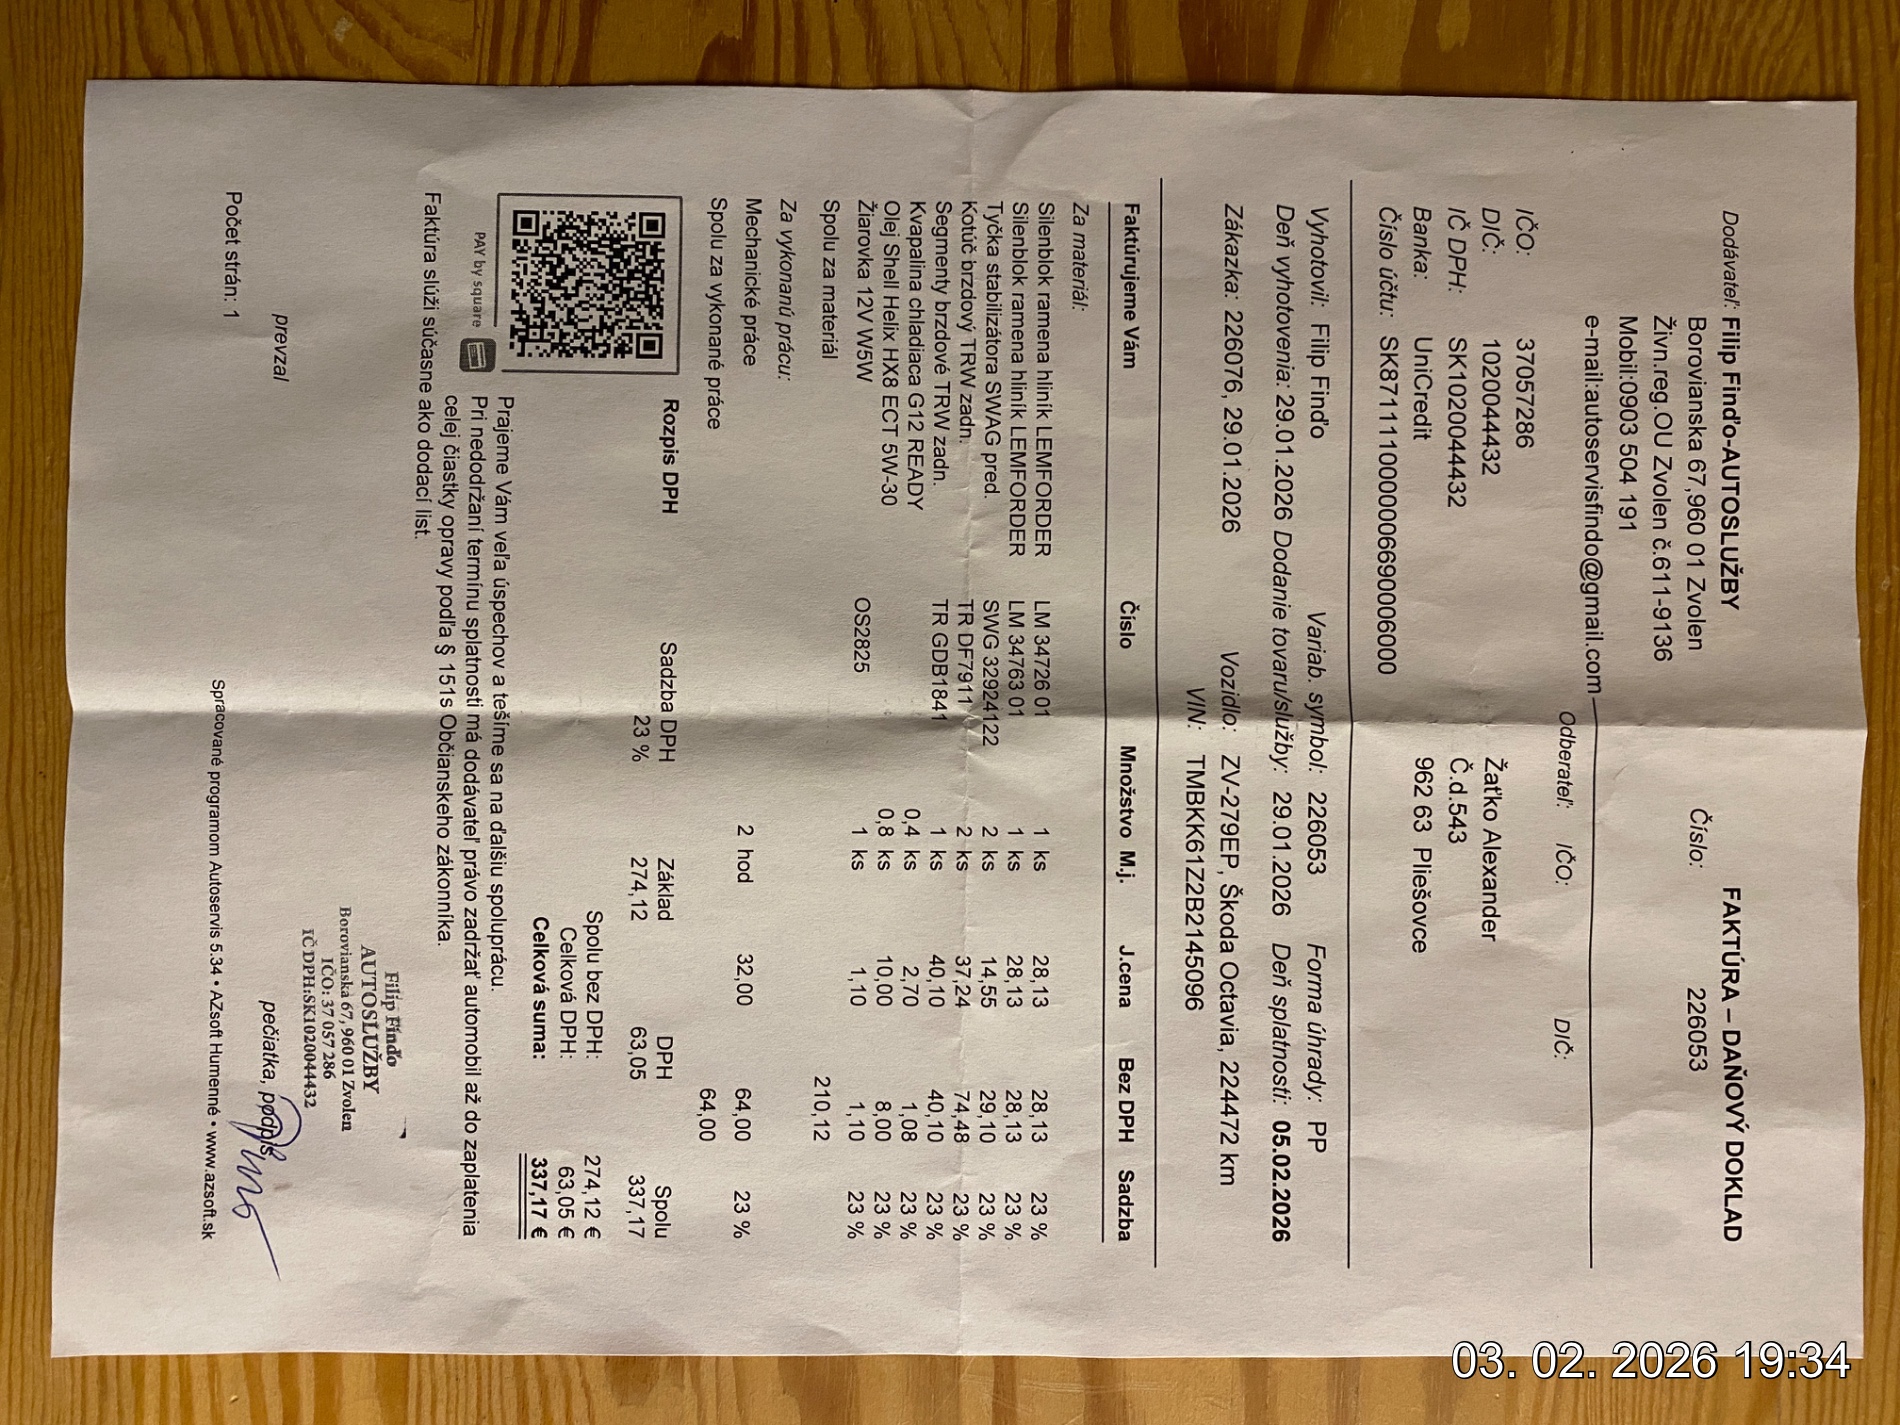 Dodávateľ: Filip Finďo-AUTOSLUŽBY
Borovianska 67,960 01 Zvolen
Živn.reg.OU Zvolen č.611-9136
Mobil:0903 504 191
e-mail:autoservisfindo@gmail.com
FAKTÚRA – DAŇOVÝ DOKLAD
Číslo: 226053
IČO: 37057286
DIČ: 1020044432
IČ DPH: SK1020044432
Banka: UniCredit
Číslo účtu: SK8711110000006690006000
Odberateľ: IČO: DIČ:
Žaťko Alexander
Č.d.543
962 63 Pliešovce
Vyhotovil: Filip Finďo Variab. symbol: 226053 Forma úhrady: PP
Deň vyhotovenia: 29.01.2026 Dodanie tovaru/služby: 29.01.2026 Deň splatnosti: 05.02.2026
Zákazka: 226076, 29.01.2026 Vozidlo: ZV-279EP, Škoda Octavia, 224472 km
VIN: TMBKK61Z2B2145096
Faktúrujeme Vám Číslo Množstvo M.j. J.cena Bez DPH Sadzba
Za materiál:
Silenblok ramena hliník LEMFORDER LM 34726 01 1 ks 28,13 28,13 23 %
Silenblok ramena hliník LEMFORDER LM 34763 01 1 ks 28,13 28,13 23 %
Tyčka stabilizátora SWAG pred. SWG 32924122 2 ks 14,55 29,10 23 %
Kotúč brzdový TRW zadn. TR DF7911 2 ks 37,24 74,48 23 %
Segmenty brzdové TRW zadn. TR GDB1841 1 ks 40,10 40,10 23 %
Kvapalina chladiaca G12 READY 0,4 ks 2,70 1,08 23 %
Olej Shell Helix HX8 ECT 5W-30 0,8 ks 10,00 8,00 23 %
Žiarovka 12V W5W OS2825 1 ks 1,10 1,10 23 %
Spolu za materiál 210,12
Za vykonanú prácu:
Mechanické práce 2 hod 32,00 64,00 23 %
Spolu za vykonané práce 64,00
Rozpis DPH Sadzba DPH Základ DPH Spolu
23 % 274,12 63,05 337,17
Spolu bez DPH: 274,12 €
Celková DPH: 63,05 €
Celková suma: 337,17 €
PAY by square
Prajeme Vám veľa úspechov a tešíme sa na ďalšiu spoluprácu.
Pri nedodržaní termínu splatnosti má dodávateľ právo zadržať automobil až do zaplatenia
celej čiastky opravy podľa § 151s Občianskeho zákonníka.
Faktúra slúži súčasne ako dodací list.
Filip Finďo
AUTOSLUŽBY
Borovianska 67, 960 01 Zvolen
IČO: 37 057 286
IČ DPH:SK1020044432
prevzal
pečiatka, podpis
Počet strán: 1
Spracované programom Autoservis 5.34 • AZsoft Humenné • www.azsoft.sk
03. 02. 2026 19:34